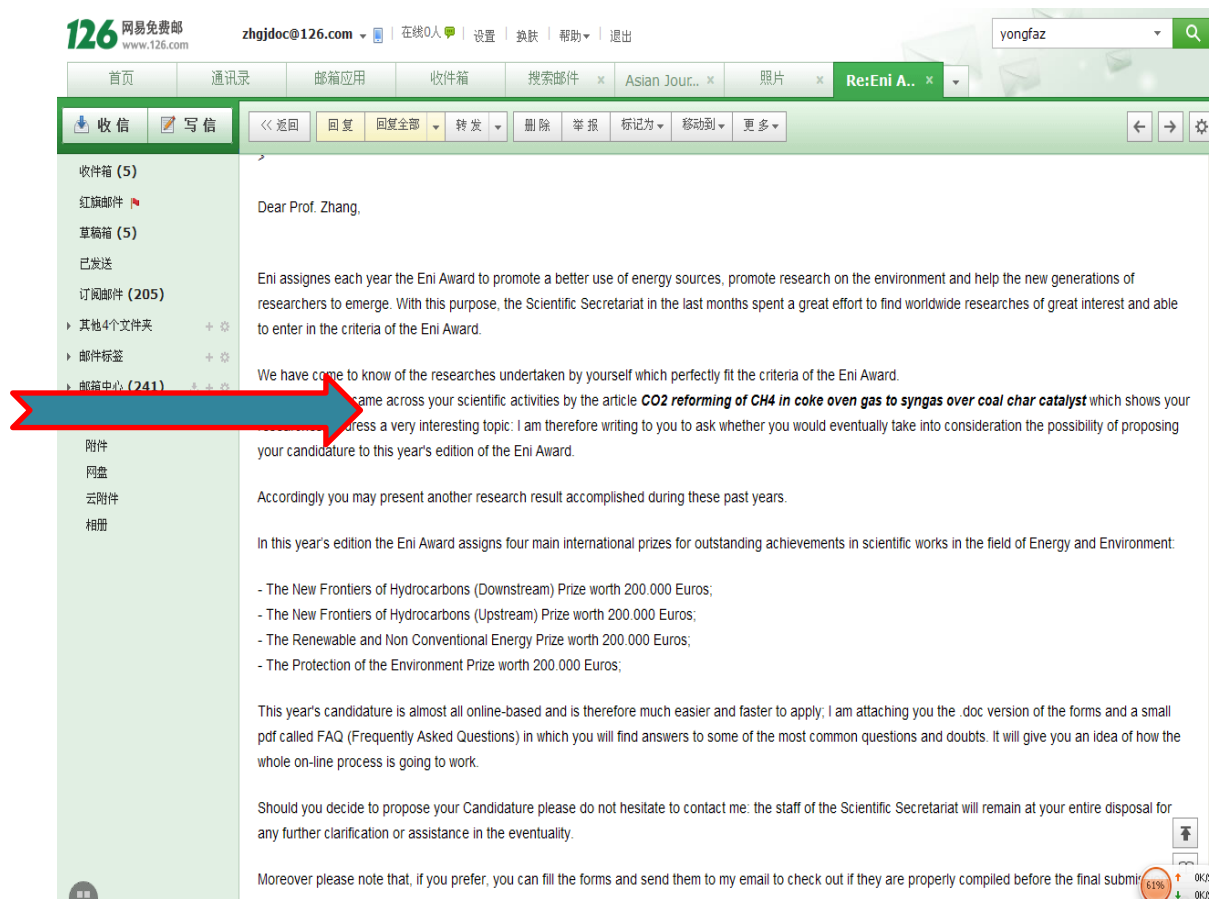 126 网易免费邮
www.126.com
zhgjdoc@126.com 在线0人 设置 换肤 帮助 退出
yongfaz
首页 通讯录 邮箱应用 收件箱 搜索邮件 × Asian Jour... × 照片 × Re:Eni A.. ×
收信 写信
<< 返回 回复 回复全部 转发 删除 举报 标记为 移动到 更多
收件箱 (5)
红旗邮件
草稿箱 (5)
已发送
订阅邮件 (205)
其他4个文件夹
邮件标签
邮箱中心 (241)
附件
网盘
云附件
相册
>
Dear Prof. Zhang,
Eni assignes each year the Eni Award to promote a better use of energy sources, promote research on the environment and help the new generations of
researchers to emerge. With this purpose, the Scientific Secretariat in the last months spent a great effort to find worldwide researches of great interest and able
to enter in the criteria of the Eni Award.
We have come to know of the researches undertaken by yourself which perfectly fit the criteria of the Eni Award.
came across your scientific activities by the article CO2 reforming of CH4 in coke oven gas to syngas over coal char catalyst which shows your
a very interesting topic: I am therefore writing to you to ask whether you would eventually take into consideration the possibility of proposing
your candidature to this year's edition of the Eni Award.
Accordingly you may present another research result accomplished during these past years.
In this year's edition the Eni Award assigns four main international prizes for outstanding achievements in scientific works in the field of Energy and Environment:
- The New Frontiers of Hydrocarbons (Downstream) Prize worth 200.000 Euros;
- The New Frontiers of Hydrocarbons (Upstream) Prize worth 200.000 Euros;
- The Renewable and Non Conventional Energy Prize worth 200.000 Euros;
- The Protection of the Environment Prize worth 200.000 Euros;
This year's candidature is almost all online-based and is therefore much easier and faster to apply; I am attaching you the .doc version of the forms and a small
pdf called FAQ (Frequently Asked Questions) in which you will find answers to some of the most common questions and doubts. It will give you an idea of how the
whole on-line process is going to work.
Should you decide to propose your Candidature please do not hesitate to contact me: the staff of the Scientific Secretariat will remain at your entire disposal for
any further clarification or assistance in the eventuality.
Moreover please note that, if you prefer, you can fill the forms and send them to my email to check out if they are properly compiled before the final
61%